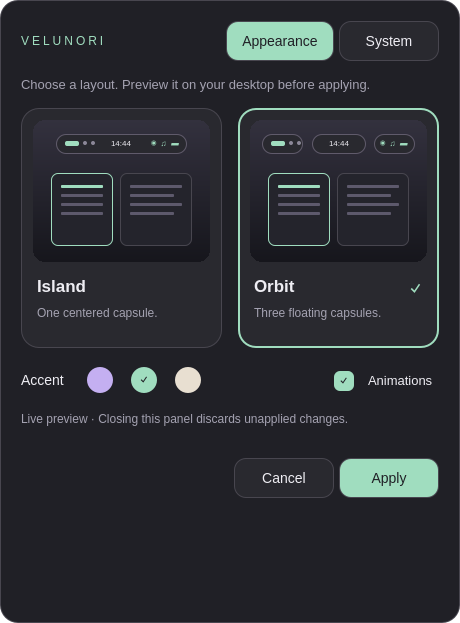 VELUNORI
Appearance
System
Choose a layout. Preview it on your desktop before applying.
14:44
14:44
Island
Orbit
One centered capsule.
Three floating capsules.
Accent
Animations
Live preview · Closing this panel discards unapplied changes.
Cancel
Apply